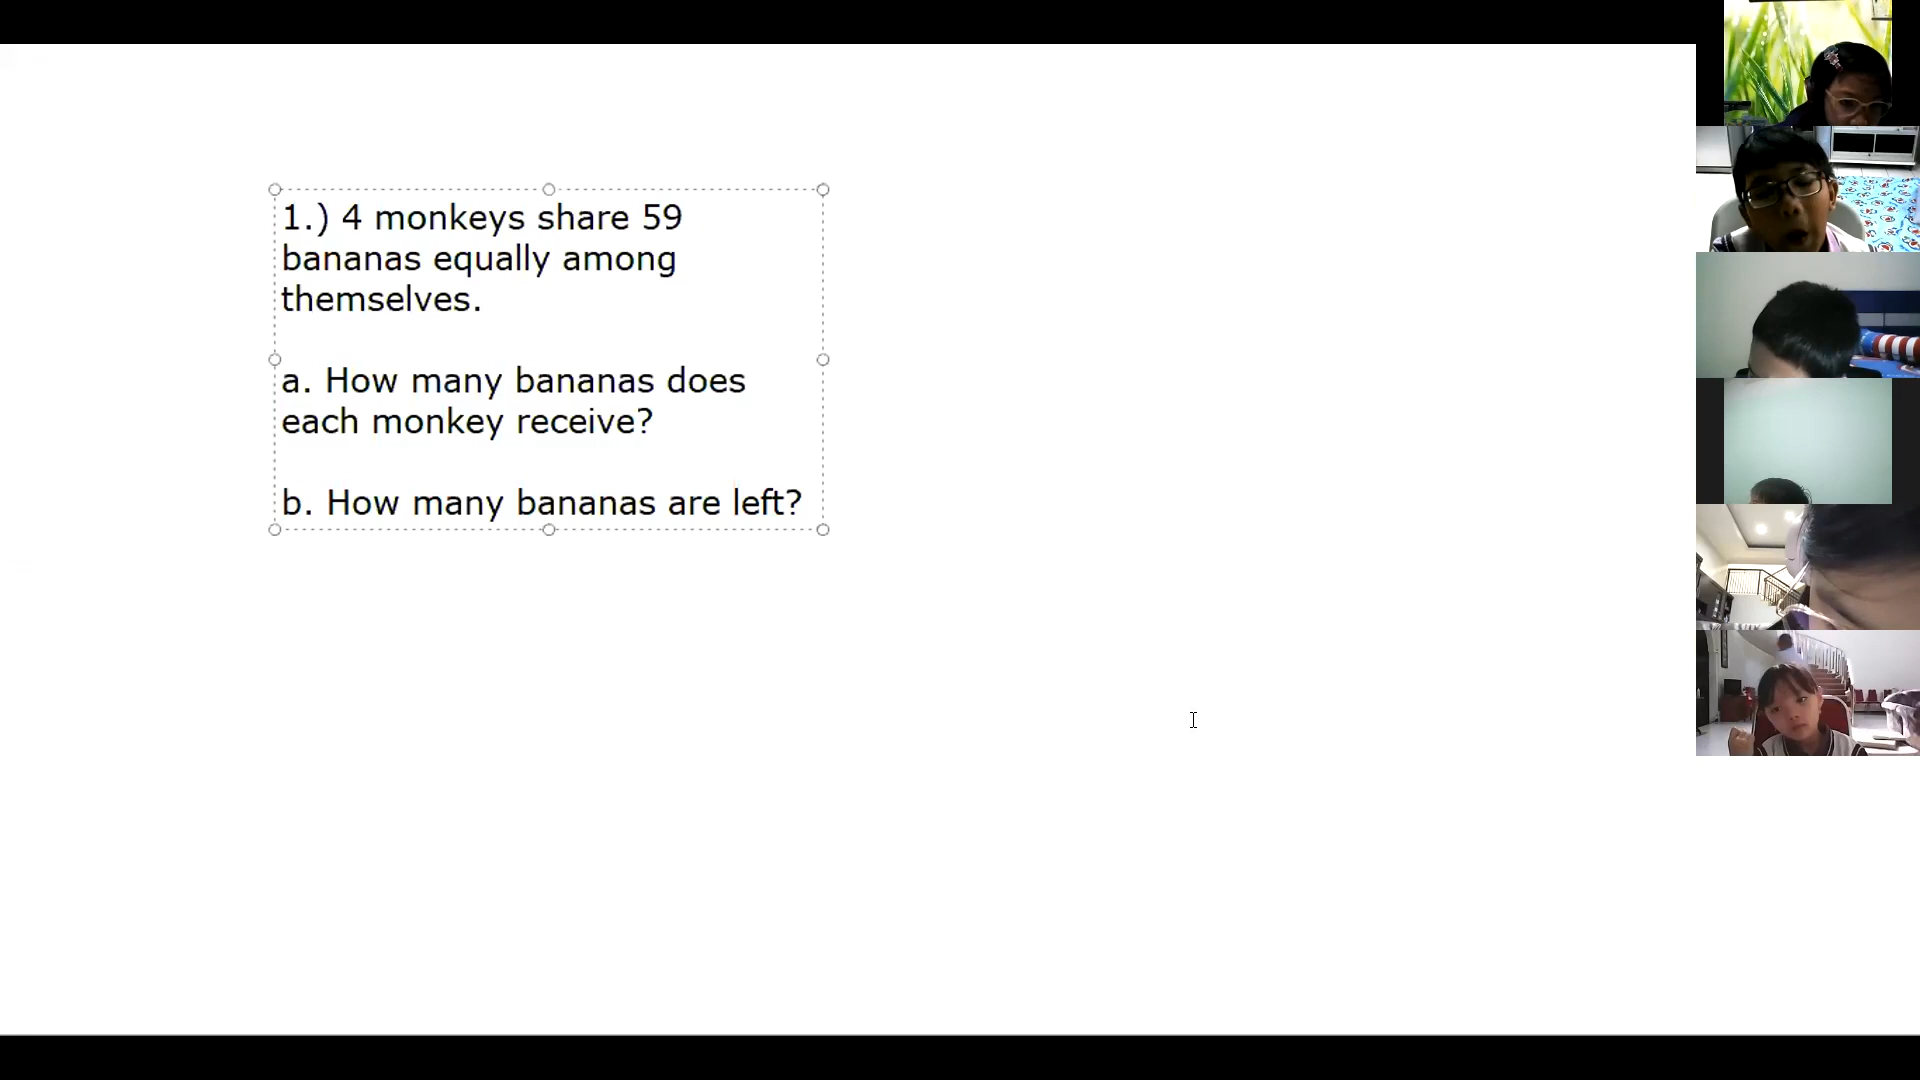 1.) 4 monkeys share 59
bananas equally among
themselves.
a. How many bananas does
each monkey receive?
b. How many bananas are left?